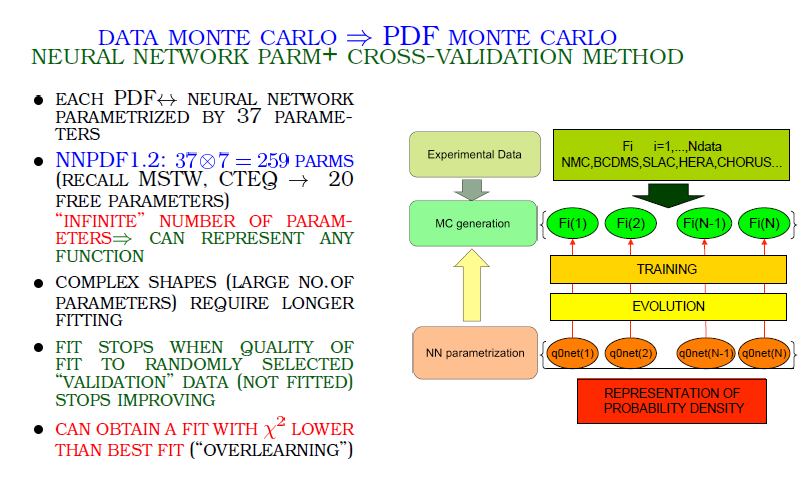 DATA MONTE CARLO ⇒ PDF MONTE CARLO
NEURAL NETWORK PARM+ CROSS-VALIDATION METHOD
• EACH PDF↔ NEURAL NETWORK
PARAMETRIZED BY 37 PARAME-
TERS
• NNPDF1.2: 37⊗7 = 259 PARMS
(RECALL MSTW, CTEQ → 20
FREE PARAMETERS)
"INFINITE" NUMBER OF PARAM-
ETERS⇒ CAN REPRESENT ANY
FUNCTION
• COMPLEX SHAPES (LARGE NO.OF
PARAMETERS) REQUIRE LONGER
FITTING
• FIT STOPS WHEN QUALITY OF
FIT TO RANDOMLY SELECTED
"VALIDATION" DATA (NOT FITTED)
STOPS IMPROVING
• CAN OBTAIN A FIT WITH χ² LOWER
THAN BEST FIT ("OVERLEARNING")
Experimental Data
Fi i=1,...,Ndata
NMC,BCDMS,SLAC,HERA,CHORUS...
MC generation
Fi(1) Fi(2) Fi(N-1) Fi(N)
TRAINING
EVOLUTION
NN parametrization
q0net(1) q0net(2) q0net(N-1) q0net(N)
REPRESENTATION OF
PROBABILITY DENSITY